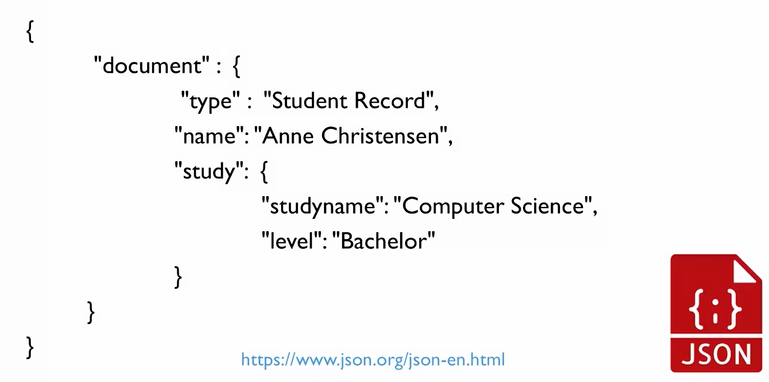 {
"document" : {
"type" : "Student Record",
"name": "Anne Christensen",
"study": {
"studyname": "Computer Science",
"level": "Bachelor"
}
}
}
https://www.json.org/json-en.html
{;}
JSON